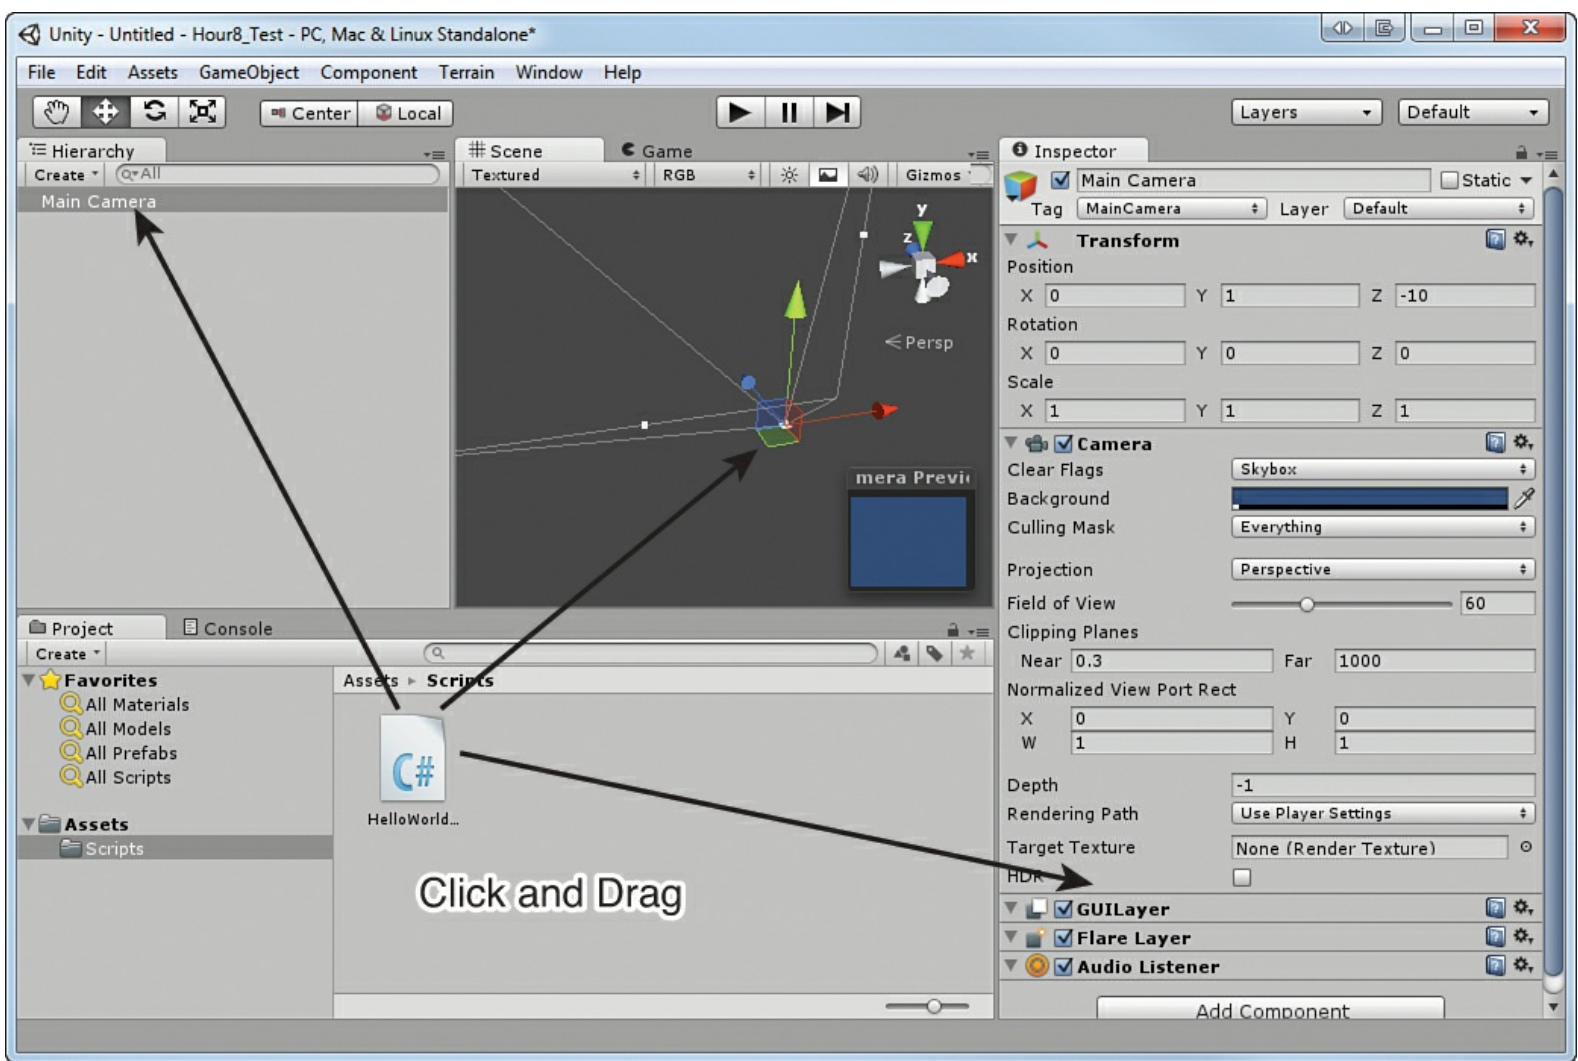 Unity - Untitled - Hour8_Test - PC, Mac & Linux Standalone*
File Edit Assets GameObject Component Terrain Window Help
Center Local Layers Default
Hierarchy
Create All
Main Camera
Scene Game
Textured RGB Gizmos
y
z
x
Persp
mera Previ
Project Console
Create
Favorites
All Materials
All Models
All Prefabs
All Scripts
Assets
Scripts
Assets Scripts
C#
HelloWorld...
Click and Drag
Inspector
Main Camera Static
Tag MainCamera Layer Default
Transform
Position
X 0 Y 1 Z -10
Rotation
X 0 Y 0 Z 0
Scale
X 1 Y 1 Z 1
Camera
Clear Flags Skybox
Background
Culling Mask Everything
Projection Perspective
Field of View 60
Clipping Planes
Near 0.3 Far 1000
Normalized View Port Rect
X 0 Y 0
W 1 H 1
Depth -1
Rendering Path Use Player Settings
Target Texture None (Render Texture)
HDR
GUILayer
Flare Layer
Audio Listener
Add Component